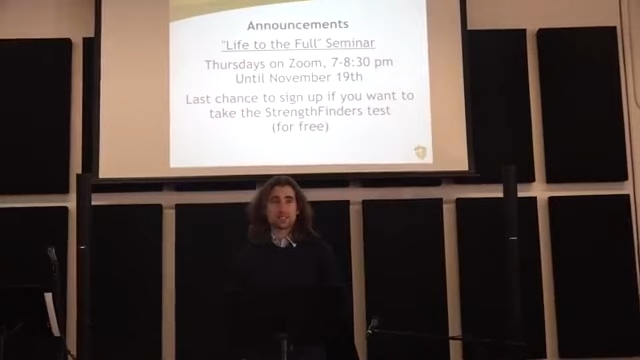 Announcements
"Life to the Full" Seminar
Thursdays on Zoom, 7-8:30 pm
Until November 19th
Last chance to sign up if you want to
take the StrengthFinders test
(for free)